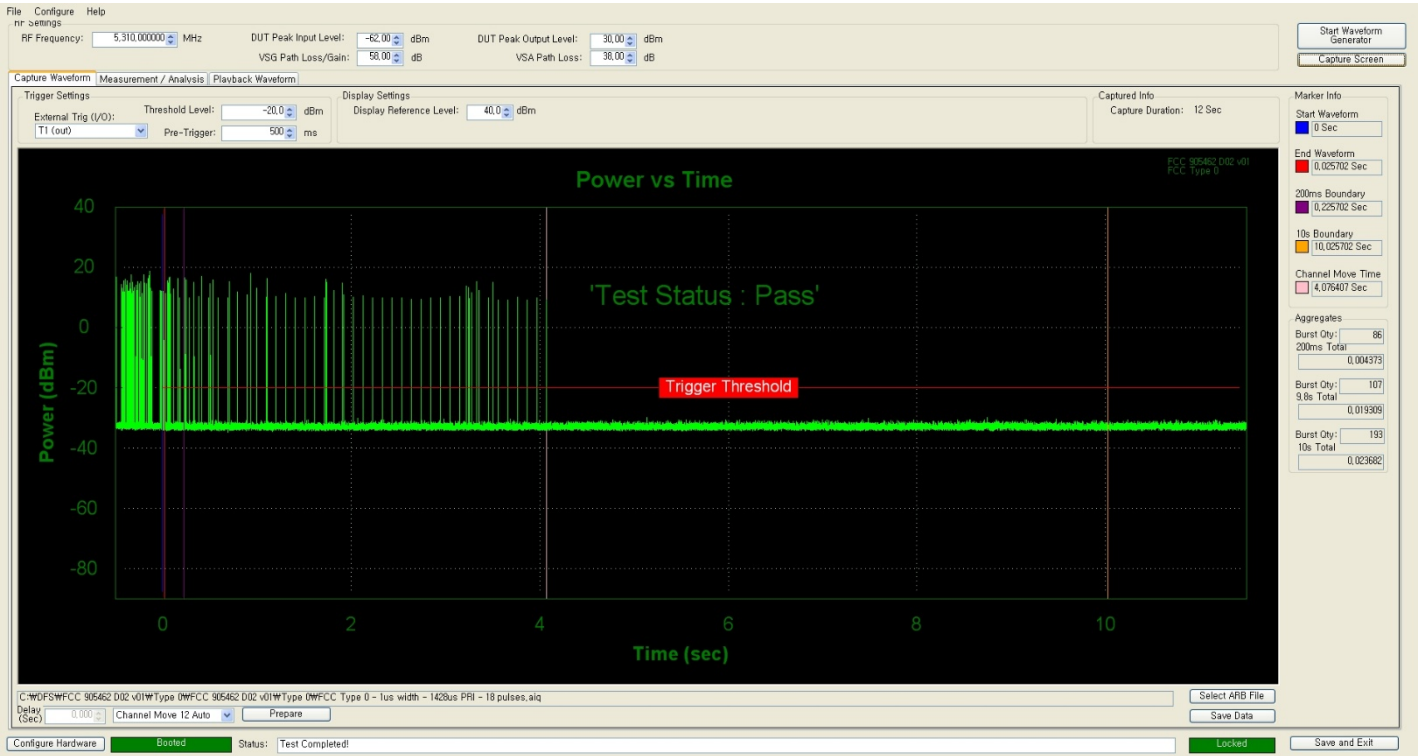 File Configure Help
RF Settings
RF Frequency: 5,310,000000 MHz DUT Peak Input Level: -62,00 dBm DUT Peak Output Level: 30,00 dBm
VSG Path Loss/Gain: 58,00 dB VSA Path Loss: 38,00 dB
Start Waveform
Generator
Capture Screen
Capture Waveform Measurement / Analysis Playback Waveform
Trigger Settings
External Trig (I/O):
T1 (out)
Threshold Level: -20,0 dBm
Pre-Trigger: 500 ms
Display Settings
Display Reference Level: 40,0 dBm
Captured Info
Capture Duration: 12 Sec
Marker Info
Start Waveform
0 Sec
End Waveform
0,025702 Sec
200ms Boundary
0,225702 Sec
10s Boundary
10,025702 Sec
Channel Move Time
4,076407 Sec
Aggregates
Burst Qty: 86
200ms Total
0,004373
Burst Qty: 107
9,8s Total
0,019309
Burst Qty: 193
10s Total
0,023682
FCC 905462 D02 v01
FCC Type 0
Power vs Time
40
20
0
-20
-40
-60
-80
Power (dBm)
'Test Status : Pass'
Trigger Threshold
0 2 4 6 8 10
Time (sec)
C:₩DFS₩FCC 905462 D02 v01₩Type 0₩FCC 905462 D02 v01₩Type 0₩FCC Type 0 - 1us width - 1428us PRI - 18 pulses,aiq
Select ARB File
Delay
(Sec) 0,000 Channel Move 12 Auto Prepare
Save Data
Configure Hardware Booted Status: Test Completed! Locked Save and Exit